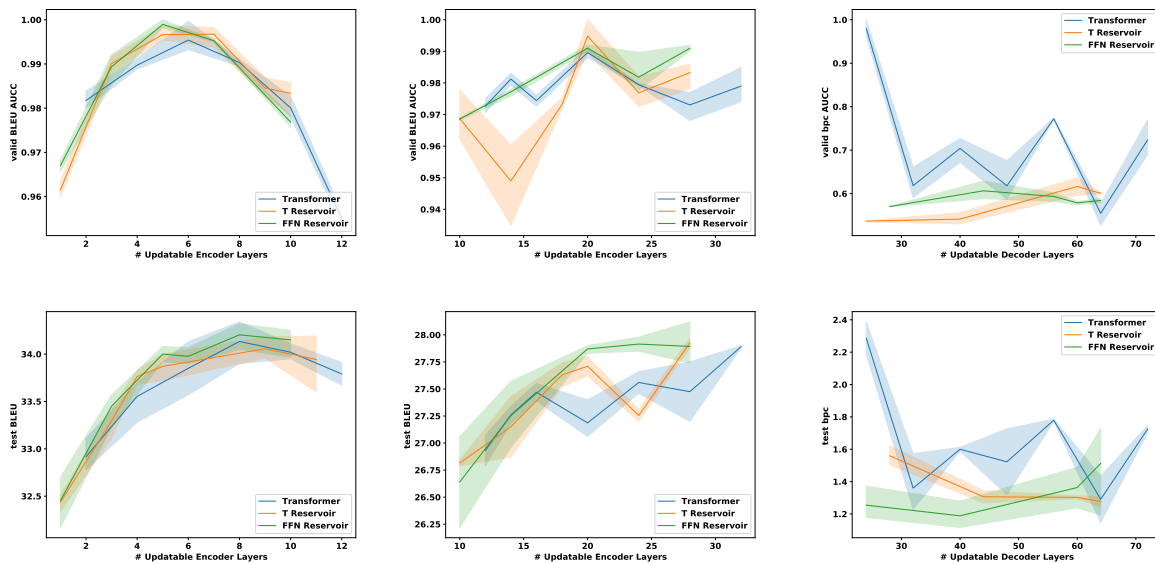 valid BLEU AUCC
1.00
0.99
0.98
0.97
0.96
2
4
6
8
10
12
# Updatable Encoder Layers
Transformer
T Reservoir
FFN Reservoir
valid BLEU AUCC
1.00
0.99
0.98
0.97
0.96
0.95
0.94
10
15
20
25
30
# Updatable Encoder Layers
Transformer
T Reservoir
FFN Reservoir
valid bpc AUCC
1.0
0.9
0.8
0.7
0.6
30
40
50
60
70
# Updatable Decoder Layers
Transformer
T Reservoir
FFN Reservoir
test BLEU
34.0
33.5
33.0
32.5
2
4
6
8
10
12
# Updatable Encoder Layers
Transformer
T Reservoir
FFN Reservoir
test BLEU
28.00
27.75
27.50
27.25
27.00
26.75
26.50
26.25
10
15
20
25
30
# Updatable Encoder Layers
Transformer
T Reservoir
FFN Reservoir
test bpc
2.4
2.2
2.0
1.8
1.6
1.4
1.2
30
40
50
60
70
# Updatable Decoder Layers
Transformer
T Reservoir
FFN Reservoir